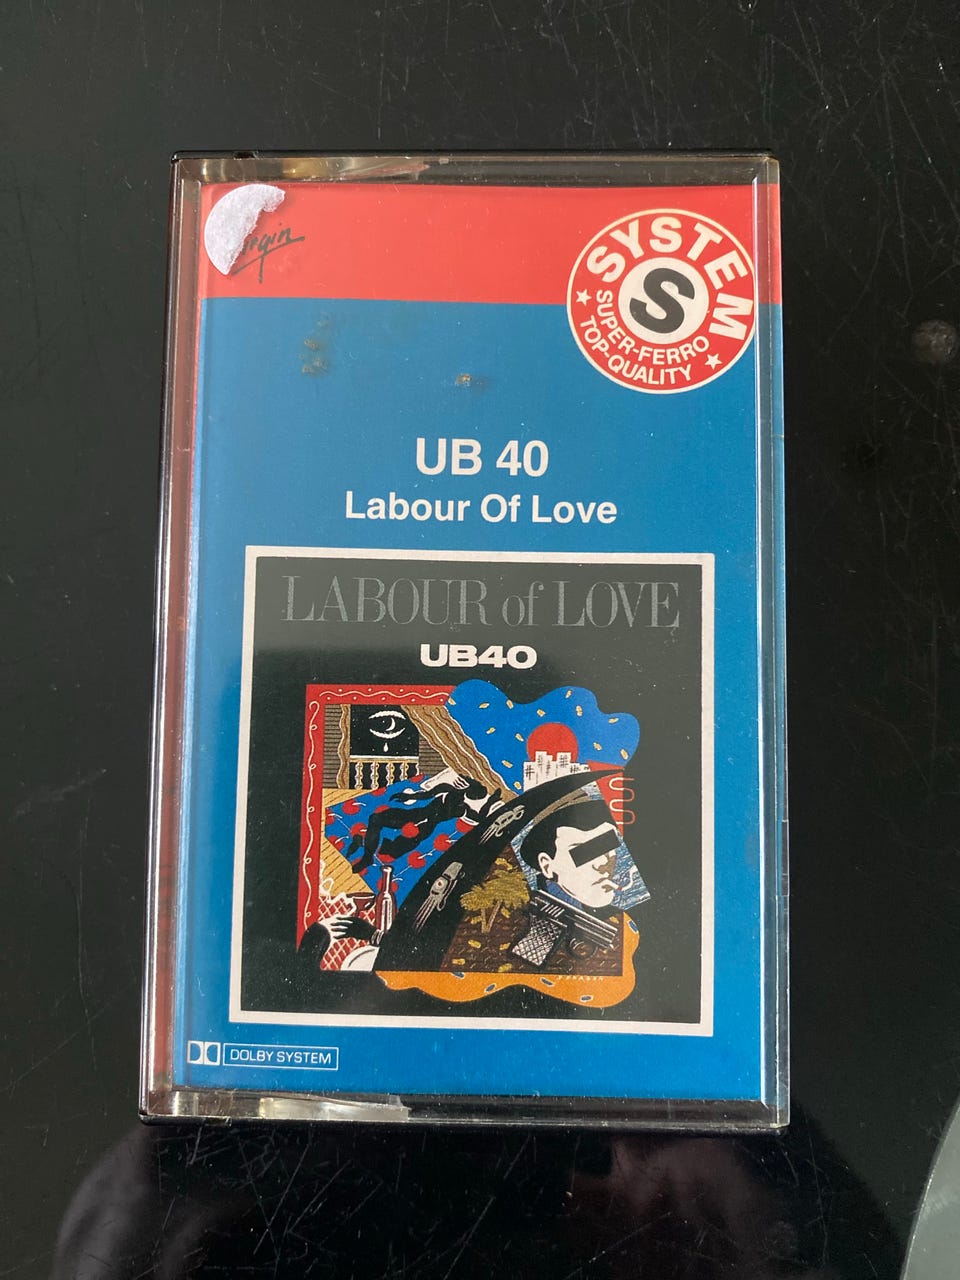 SYSTEM
S
SUPER-FERRO
TOP-QUALITY
UB 40
Labour Of Love
LABOUR of LOVE
UB40
DOLBY SYSTEM